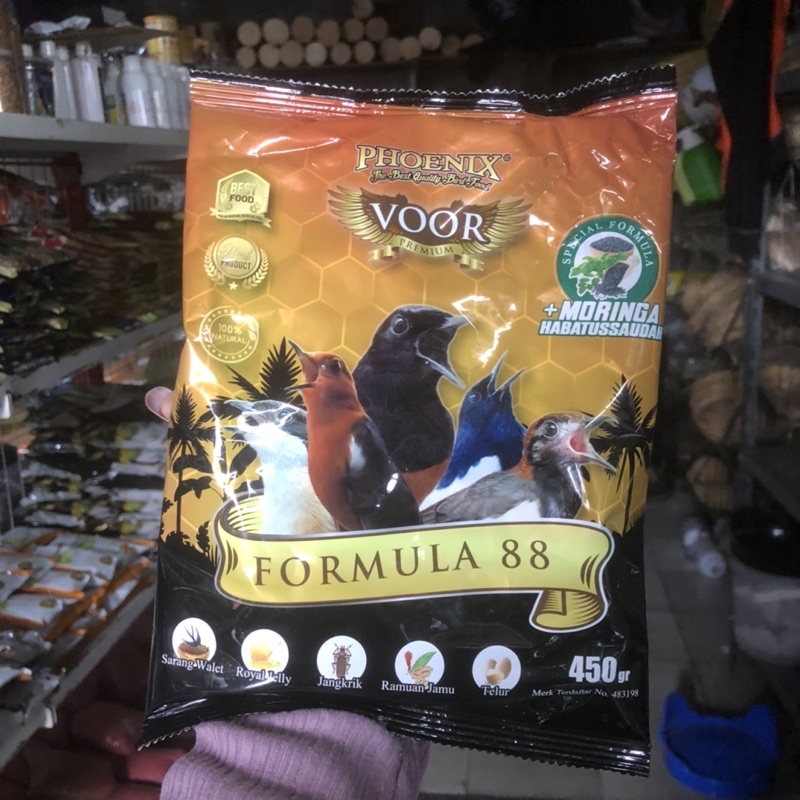 PHOENIX®
The Best Quality Bird Food
VOOR
PREMIUM
BEST
FOOD
PRODUCT
100%
NATURAL
SPECIAL FORMULA
+MORINGA
HABATUSSAUDAH
FORMULA 88
Sarang Walet
Royal Jelly
Jangkrik
Ramuan Jamu
Telur
450gr
Merk Terdaftar No. 483198